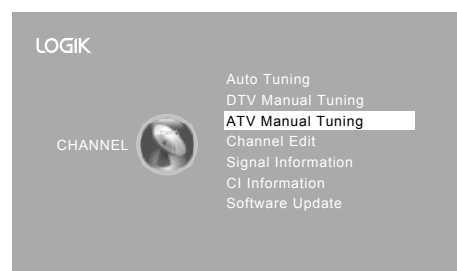 LOGIK
CHANNEL
Auto Tuning
DTV Manual Tuning
ATV Manual Tuning
Channel Edit
Signal Information
CI Information
Software Update